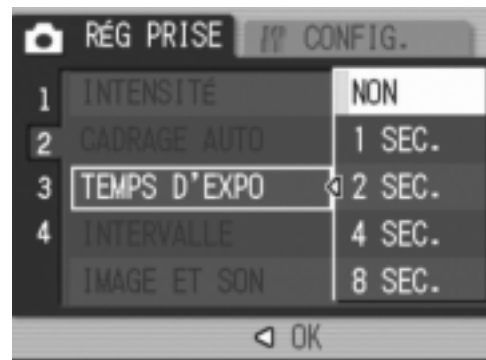 RÉG PRISE CONFIG.
1 INTENSITÉ NON
2 CADRAGE AUTO 1 SEC.
3 TEMPS D'EXPO 2 SEC.
4 INTERVALLE 4 SEC.
IMAGE ET SON 8 SEC.
OK